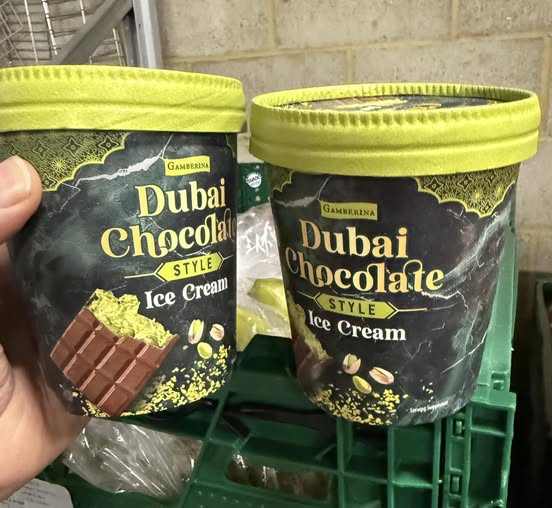 GAMBERINA
Dubai
Chocolate
STYLE
Ice Cream
GAMBERINA
Dubai
Chocolate
STYLE
Ice Cream